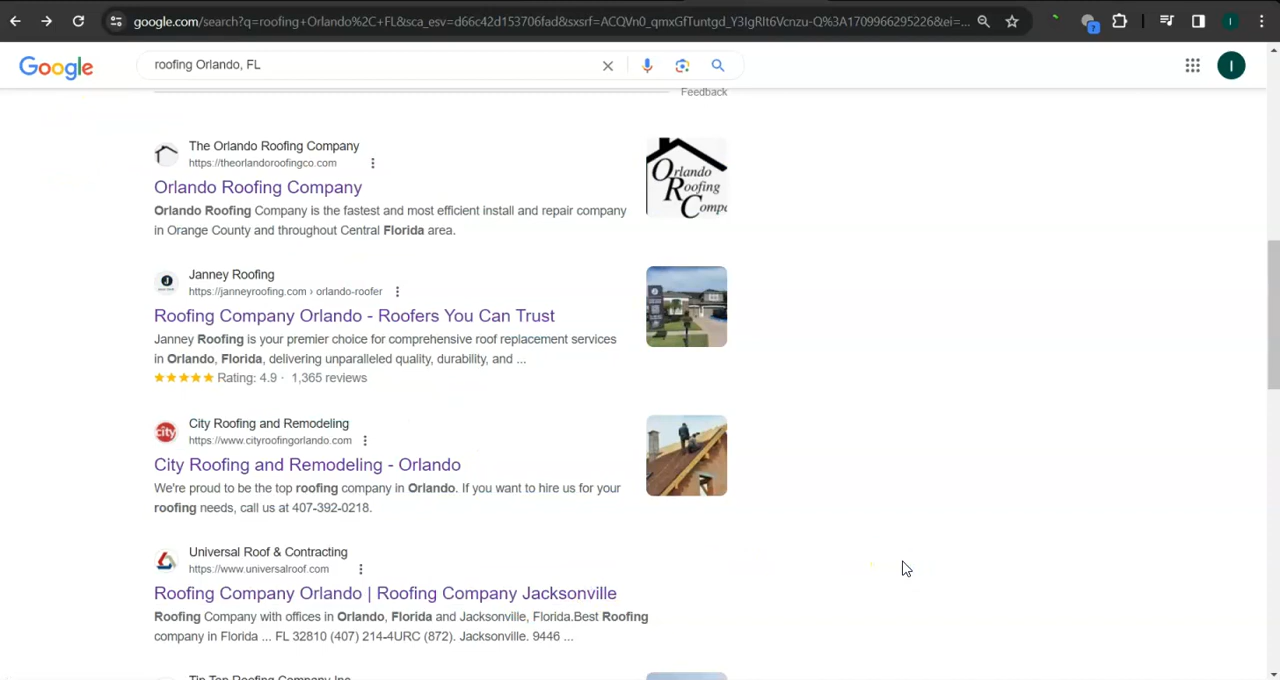 google.com/search?q=roofing+Orlando%2C+FL&sca_esv=d66c42d153706fad&sxsrf=ACQVn0_qmxGfTuntgd_Y3IgRlt6Vcnzu-Q%3A1709966295226&ei=...
7
I
Google
roofing Orlando, FL
I
Feedback
The Orlando Roofing Company
https://theorlandoroofingco.com
Orlando Roofing Company
Orlando Roofing Company is the fastest and most efficient install and repair company
in Orange County and throughout Central Florida area.
Orlando
Roofing
Comp
Janney Roofing
https://janneyroofing.com › orlando-roofer
Roofing Company Orlando - Roofers You Can Trust
Janney Roofing is your premier choice for comprehensive roof replacement services
in Orlando, Florida, delivering unparalleled quality, durability, and ...
Rating: 4.9 · 1,365 reviews
city
City Roofing and Remodeling
https://www.cityroofingorlando.com
City Roofing and Remodeling - Orlando
We're proud to be the top roofing company in Orlando. If you want to hire us for your
roofing needs, call us at 407-392-0218.
Universal Roof & Contracting
https://www.universalroof.com
Roofing Company Orlando | Roofing Company Jacksonville
Roofing Company with offices in Orlando, Florida and Jacksonville, Florida.Best Roofing
company in Florida ... FL 32810 (407) 214-4URC (872). Jacksonville. 9446 ...
Tip Top Roofing Company Inc